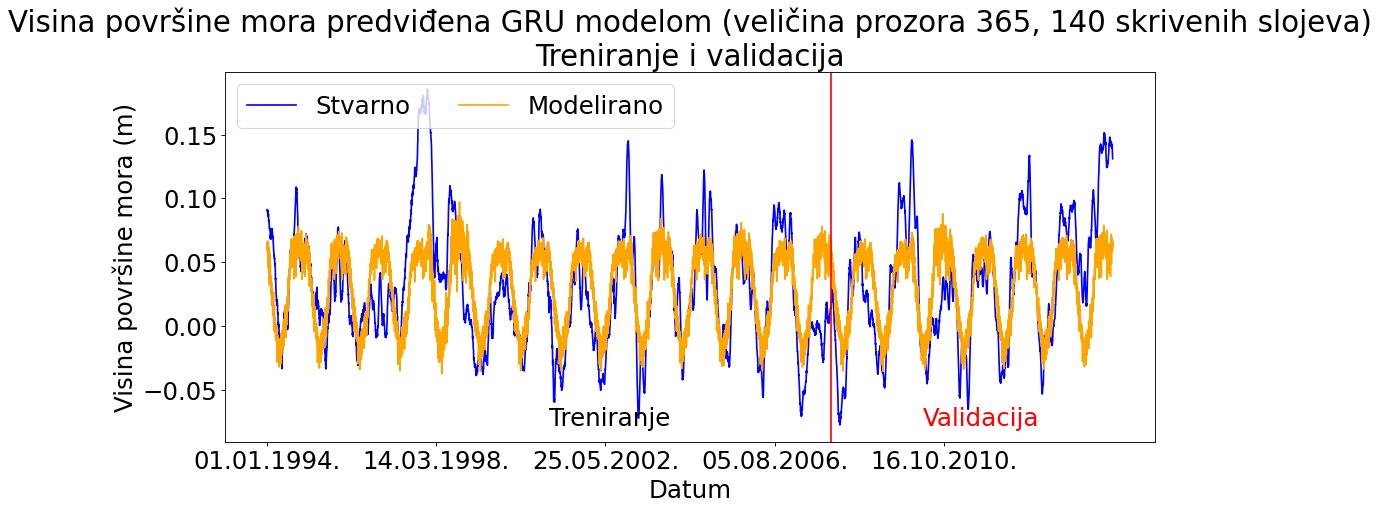 Visina površine mora predviđena GRU modelom (veličina prozora 365, 140 skrivenih slojeva)
Treniranje i validacija
Stvarno
Modelirano
Visina površine mora (m)
0.15
0.10
0.05
0.00
−0.05
Treniranje
Validacija
01.01.1994.
14.03.1998.
25.05.2002.
05.08.2006.
16.10.2010.
Datum